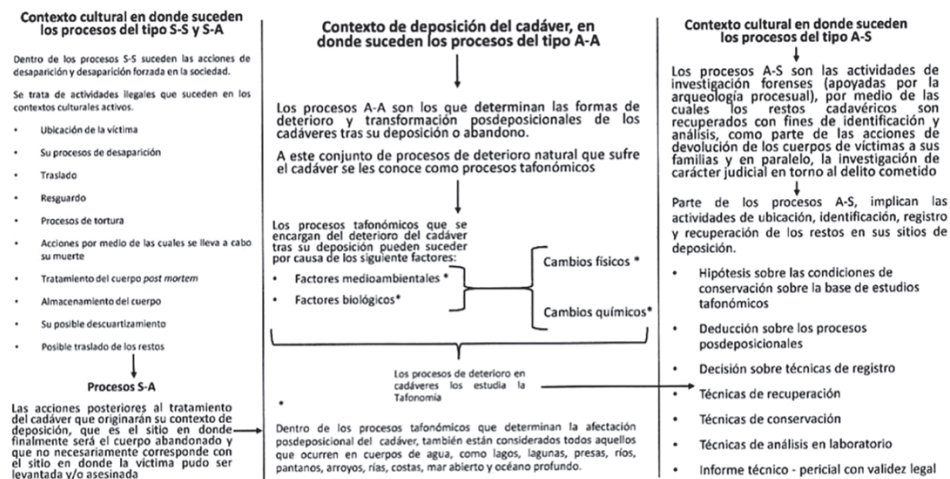 Contexto cultural en donde suceden
los procesos del tipo S-S y S-A
Dentro de los procesos S-S suceden las acciones de
desaparición y desaparición forzada en la sociedad.
Se trata de actividades ilegales que suceden en los
contextos culturales activos.
• Ubicación de la víctima
• Su procesos de desaparición
• Traslado
• Resguardo
• Procesos de tortura
• Acciones por medio de las cuales se lleva a cabo
su muerte
• Tratamiento del cuerpo post mortem
• Almacenamiento del cuerpo
• Su posible descuartizamiento
• Posible traslado de los restos
Procesos S-A
Las acciones posteriores al tratamiento
del cadáver que originarán su contexto de
deposición, que es el sitio en donde
finalmente será el cuerpo abandonado y
que no necesariamente corresponde con
el sitio en donde la víctima pudo ser
levantada y/o asesinada
Contexto de deposición del cadáver, en
donde suceden los procesos del tipo A-A
Los procesos A-A son los que determinan las formas de
deterioro y transformación posdeposicionales de los
cadáveres tras su deposición o abandono.
A este conjunto de procesos de deterioro natural que sufre
el cadáver se les conoce como procesos tafonómicos
Los procesos tafonómicos que se
encargan del deterioro del cadáver
tras su deposición pueden suceder
por causa de los siguiente factores:
• Factores medioambientales *
• Factores biológicos*
Cambios físicos *
Cambios químicos*
Los procesos de deterioro en
cadáveres los estudia la
Tafonomía
•
Dentro de los procesos tafonómicos que determinan la afectación
posdeposicional del cadáver, también están considerados todos aquellos
que ocurren en cuerpos de agua, como lagos, lagunas, presas, ríos,
pantanos, arroyos, rías, costas, mar abierto y océano profundo.
Contexto cultural en donde suceden
los procesos del tipo A-S
Los procesos A-S son las actividades de
investigación forenses (apoyadas por la
arqueología procesual), por medio de las
cuales los restos cadavéricos son
recuperados con fines de identificación y
análisis, como parte de las acciones de
devolución de los cuerpos de víctimas a sus
familias y en paralelo, la investigación de
carácter judicial en torno al delito cometido
Parte de los procesos A-S, implican las
actividades de ubicación, identificación, registro
y recuperación de los restos en sus sitios de
deposición.
• Hipótesis sobre las condiciones de
conservación sobre la base de estudios
tafonómicos
• Deducción sobre los procesos
posdeposicionales
• Decisión sobre técnicas de registro
• Técnicas de recuperación
• Técnicas de conservación
• Técnicas de análisis en laboratorio
• Informe técnico - pericial con validez legal